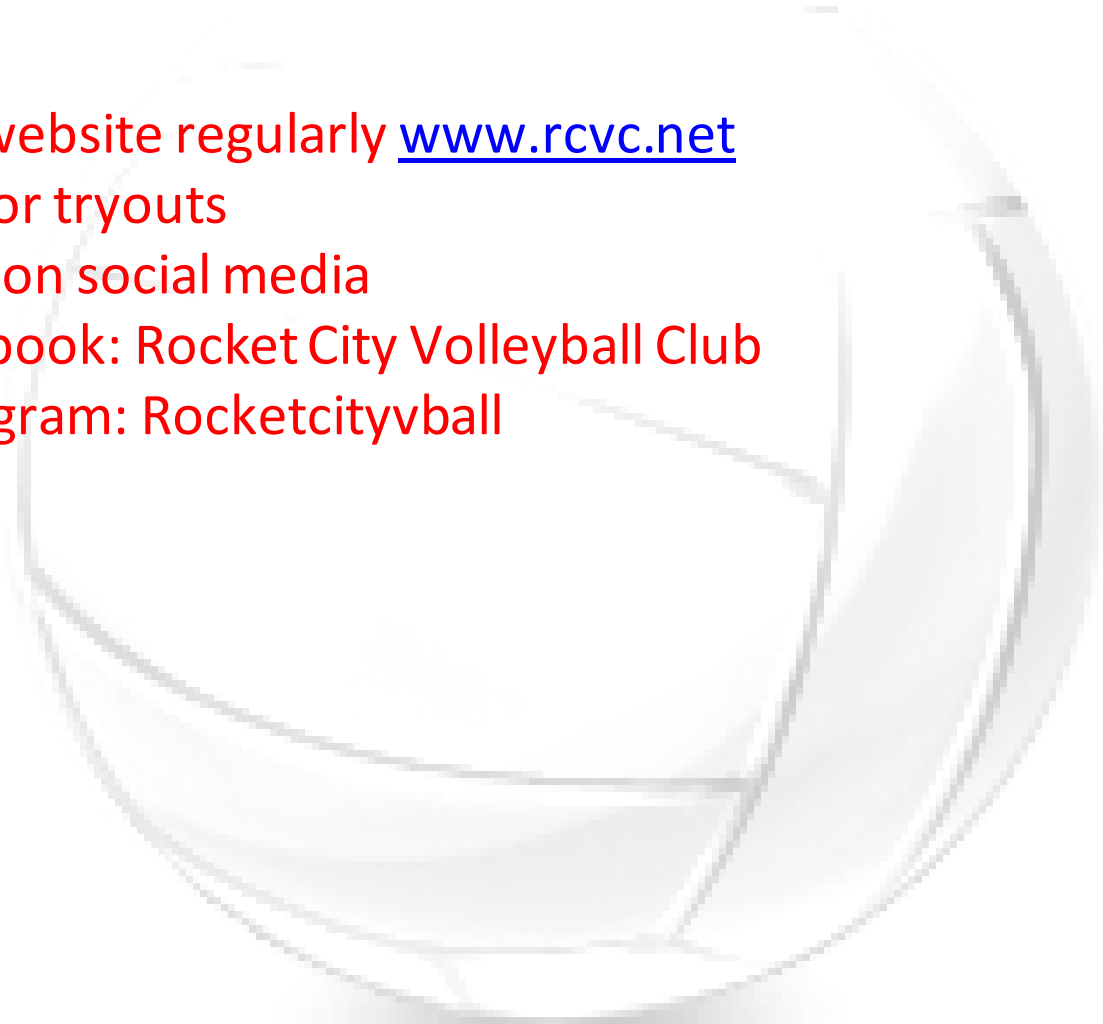 website regularly www.rcvc.net
or tryouts
on social media
book: Rocket City Volleyball Club
gram: Rocketcityvball